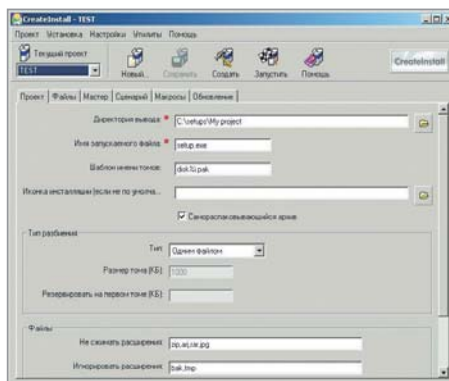 CreateInstall - TEST
Проект Установка Настройки Утилиты Помощь
Текущий проект
TEST
Новый... Сохранить Создать Запустить Помощь
CreateInstall
Проект Файлы Мастер Сценарий Макросы Обновление
Директория вывода: * C:\setups\My project
Имя запускаемого файла: * setup.exe
Шаблон имени томов: disk%i.pak
Иконка инсталляции (если не по умолча...
Самораспаковывающийся архив
Тип разбиения
Тип: Одним файлом
Размер тома (КБ): 1000
Резервировать на первом томе (КБ):
Файлы
Не сжимать расширения: zip,arj,rar,jpg
Игнорировать расширения: bak,tmp